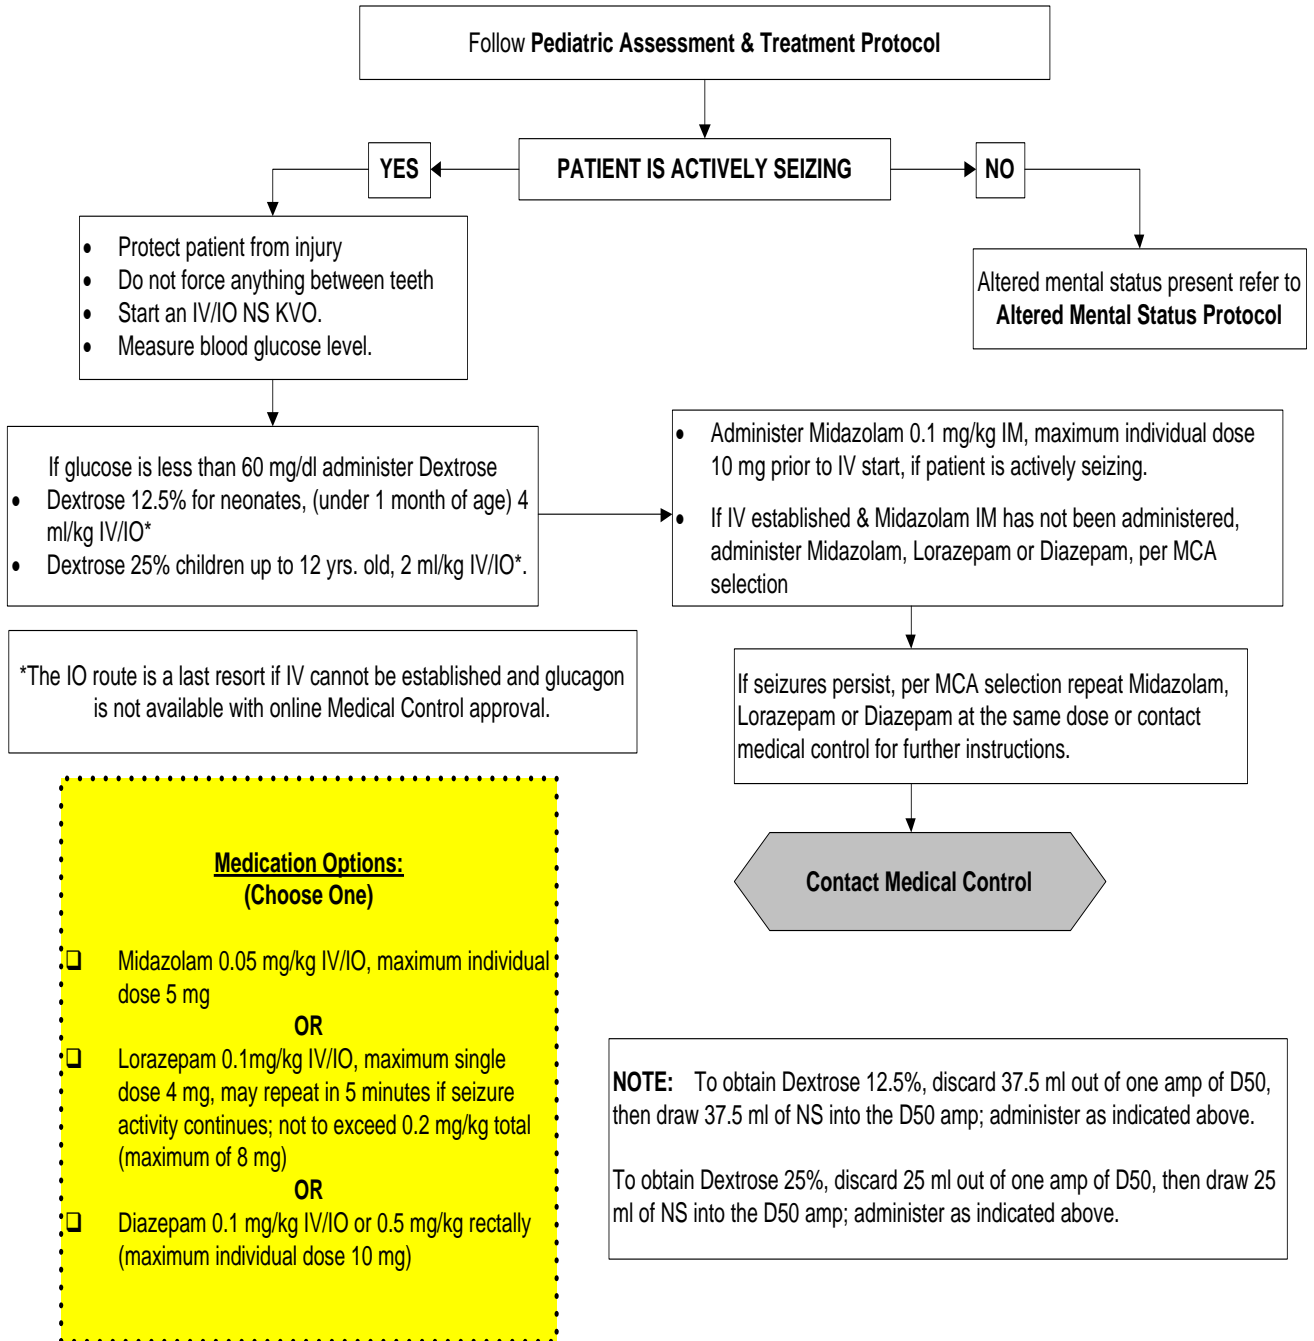 Follow Pediatric Assessment & Treatment Protocol
YES
PATIENT IS ACTIVELY SEIZING
NO
• Protect patient from injury
• Do not force anything between teeth
• Start an IV/IO NS KVO.
• Measure blood glucose level.
Altered mental status present refer to
Altered Mental Status Protocol
If glucose is less than 60 mg/dl administer Dextrose
• Dextrose 12.5% for neonates, (under 1 month of age) 4
ml/kg IV/IO*
• Dextrose 25% children up to 12 yrs. old, 2 ml/kg IV/IO*.
• Administer Midazolam 0.1 mg/kg IM, maximum individual dose
10 mg prior to IV start, if patient is actively seizing.
• If IV established & Midazolam IM has not been administered,
administer Midazolam, Lorazepam or Diazepam, per MCA
selection
*The IO route is a last resort if IV cannot be established and glucagon
is not available with online Medical Control approval.
If seizures persist, per MCA selection repeat Midazolam,
Lorazepam or Diazepam at the same dose or contact
medical control for further instructions.
Contact Medical Control
Medication Options:
(Choose One)
❑ Midazolam 0.05 mg/kg IV/IO, maximum individual
dose 5 mg
OR
❑ Lorazepam 0.1mg/kg IV/IO, maximum single
dose 4 mg, may repeat in 5 minutes if seizure
activity continues; not to exceed 0.2 mg/kg total
(maximum of 8 mg)
OR
❑ Diazepam 0.1 mg/kg IV/IO or 0.5 mg/kg rectally
(maximum individual dose 10 mg)
NOTE: To obtain Dextrose 12.5%, discard 37.5 ml out of one amp of D50,
then draw 37.5 ml of NS into the D50 amp; administer as indicated above.
To obtain Dextrose 25%, discard 25 ml out of one amp of D50, then draw 25
ml of NS into the D50 amp; administer as indicated above.